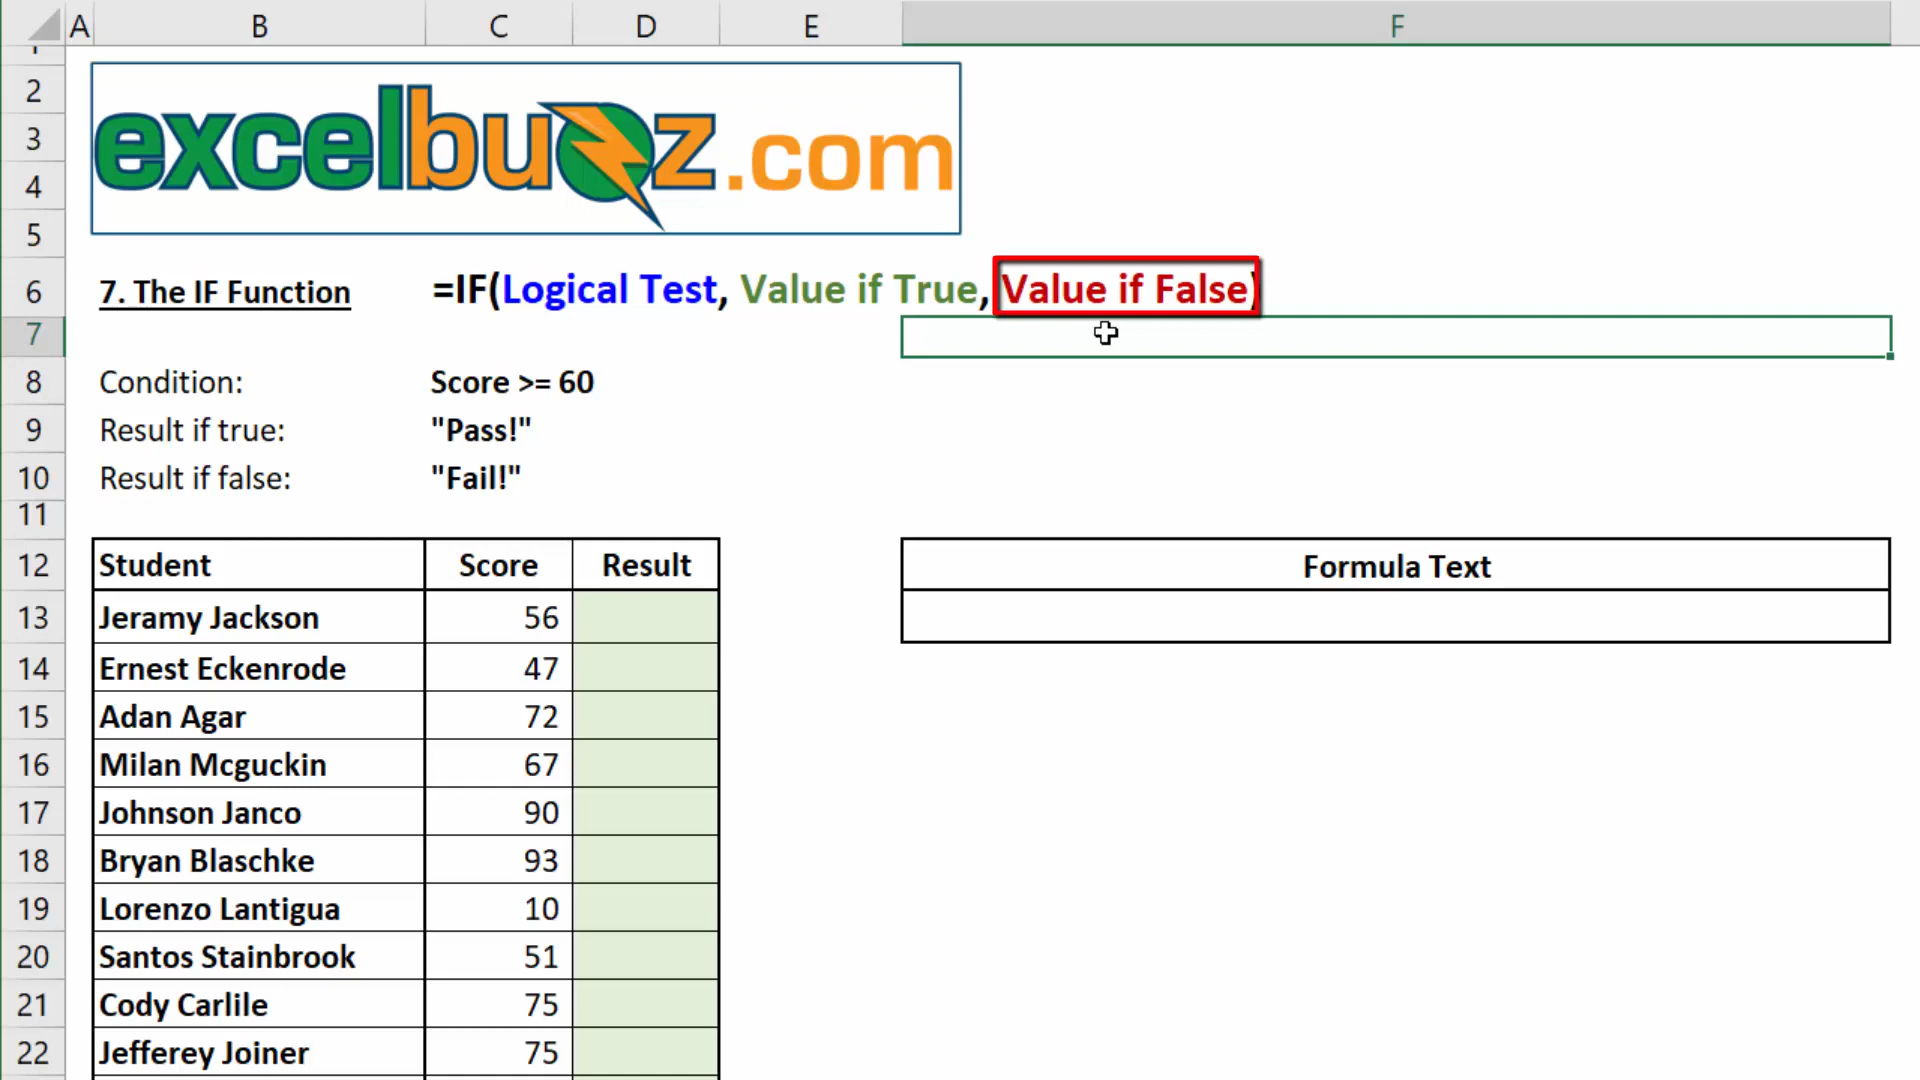 A B C D E F
2
excelbuzz.com
3
4
5
6 7. The IF Function =IF(Logical Test, Value if True, Value if False)
7
8 Condition: Score >= 60
9 Result if true: "Pass!"
10 Result if false: "Fail!"
11
12 Student Score Result Formula Text
13 Jeramy Jackson 56
14 Ernest Eckenrode 47
15 Adan Agar 72
16 Milan Mcguckin 67
17 Johnson Janco 90
18 Bryan Blaschke 93
19 Lorenzo Lantigua 10
20 Santos Stainbrook 51
21 Cody Carlile 75
22 Jefferey Joiner 75